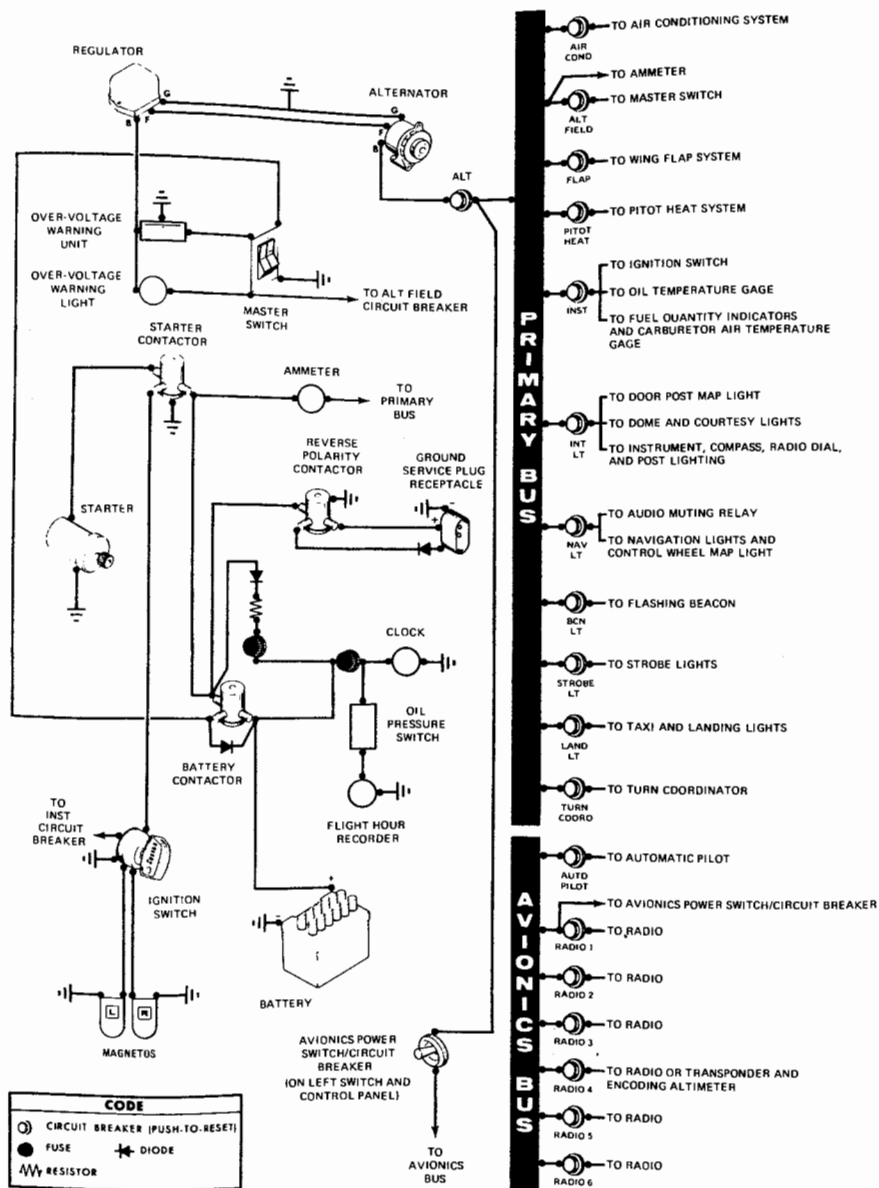 REGULATOR
G
F
B
ALTERNATOR
G
F
B
ALT
OVER-VOLTAGE
WARNING
UNIT
OVER-VOLTAGE
WARNING
LIGHT
MASTER
SWITCH
TO ALT FIELD
CIRCUIT BREAKER
STARTER
CONTACTOR
AMMETER
TO
PRIMARY
BUS
REVERSE
POLARITY
CONTACTOR
GROUND
SERVICE PLUG
RECEPTACLE
-
+
STARTER
CLOCK
OIL
PRESSURE
SWITCH
BATTERY
CONTACTOR
FLIGHT HOUR
RECORDER
TO
INST
CIRCUIT
BREAKER
IGNITION
SWITCH
+
-
BATTERY
L
R
MAGNETOS
AVIONICS POWER
SWITCH/CIRCUIT
BREAKER
(ON LEFT SWITCH AND
CONTROL PANEL)
TO
AVIONICS
BUS
CODE
CIRCUIT BREAKER (PUSH-TO-RESET)
FUSE
DIODE
RESISTOR
PRIMARY BUS
AIR
COND
TO AIR CONDITIONING SYSTEM
TO AMMETER
ALT
FIELD
TO MASTER SWITCH
FLAP
TO WING FLAP SYSTEM
PITOT
HEAT
TO PITOT HEAT SYSTEM
INST
TO IGNITION SWITCH
TO OIL TEMPERATURE GAGE
TO FUEL QUANTITY INDICATORS
AND CARBURETOR AIR TEMPERATURE
GAGE
INT
LT
TO DOOR POST MAP LIGHT
TO DOME AND COURTESY LIGHTS
TO INSTRUMENT, COMPASS, RADIO DIAL,
AND POST LIGHTING
NAV
LT
TO AUDIO MUTING RELAY
TO NAVIGATION LIGHTS AND
CONTROL WHEEL MAP LIGHT
BCN
LT
TO FLASHING BEACON
STROBE
LT
TO STROBE LIGHTS
LAND
LT
TO TAXI AND LANDING LIGHTS
TURN
COORD
TO TURN COORDINATOR
AVIONICS BUS
AUTO
PILOT
TO AUTOMATIC PILOT
TO AVIONICS POWER SWITCH/CIRCUIT BREAKER
RADIO 1
TO RADIO
RADIO 2
TO RADIO
RADIO 3
TO RADIO
RADIO 4
TO RADIO OR TRANSPONDER AND
ENCODING ALTIMETER
RADIO 5
TO RADIO
RADIO 6
TO RADIO